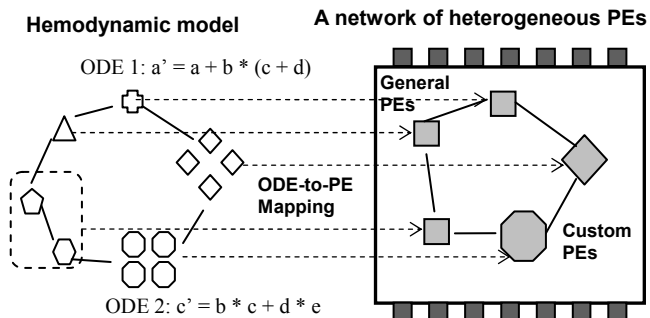 Hemodynamic model
A network of heterogeneous PEs
ODE 1: a’ = a + b * (c + d)
General
PEs
ODE-to-PE
Mapping
Custom
PEs
ODE 2: c’ = b * c + d * e